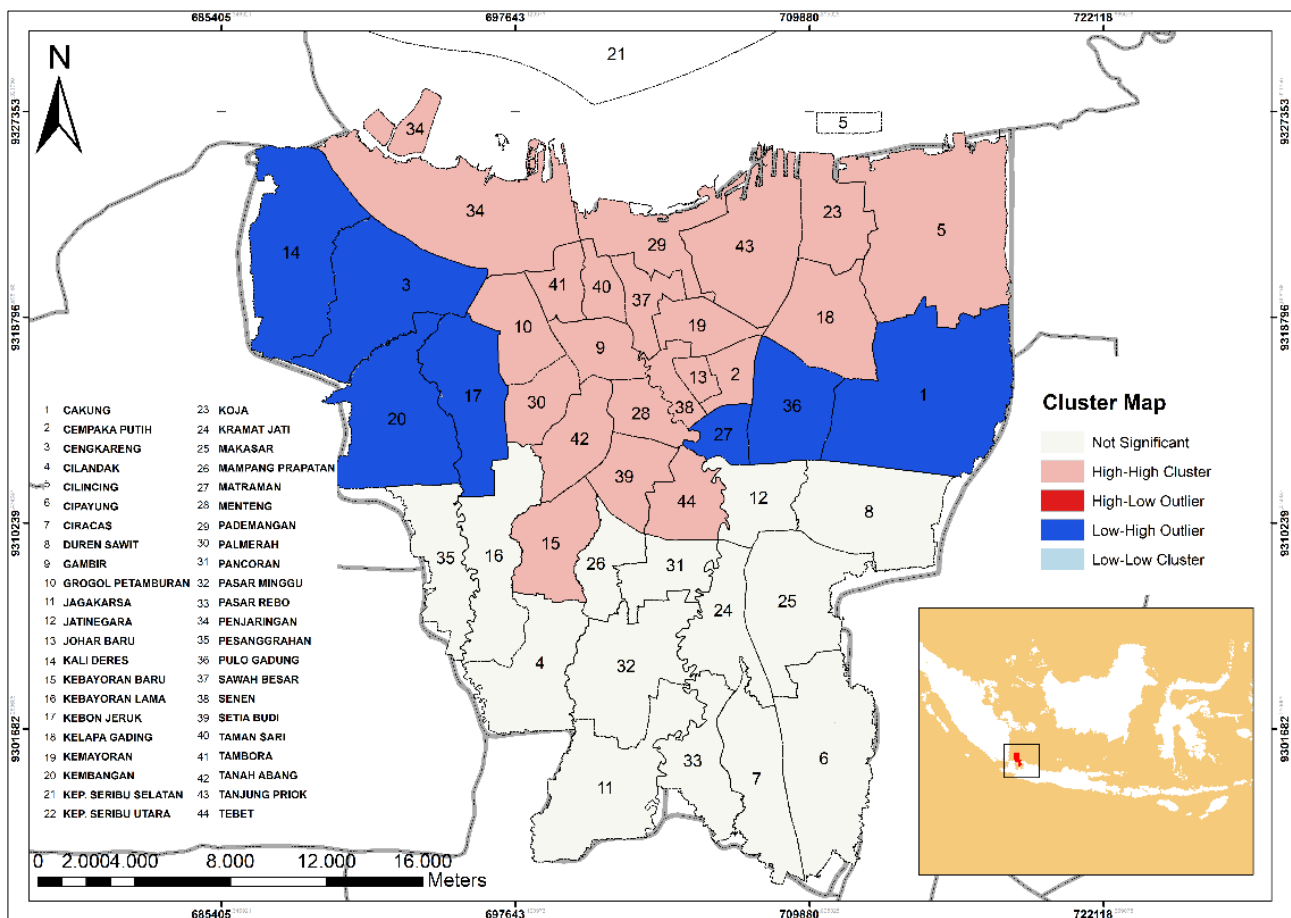 685405 697643 709880 722118
N
21
9327353 9327353
34
5
34
23
5
14
29
43
3
41
40
37
9318796 9318796
10
19
18
9
13
2
17
30
1
20
38
36
28
27
42
39
44
12
8
9310239 9310239
15
35
16
26
31
24
25
4
32
9301682 9301682
33
6
11
7
1 CAKUNG
2 CEMPAKA PUTIH
3 CENGKARENG
4 CILANDAK
5 CILINCING
6 CIPAYUNG
7 CIRACAS
8 DUREN SAWIT
9 GAMBIR
10 GROGOL PETAMBURAN
11 JAGAKARSA
12 JATINEGARA
13 JOHAR BARU
14 KALI DERES
15 KEBAYORAN BARU
16 KEBAYORAN LAMA
17 KEBON JERUK
18 KELAPA GADING
19 KEMAYORAN
20 KEMBANGAN
21 KEP. SERIBU SELATAN
22 KEP. SERIBU UTARA
23 KOJA
24 KRAMAT JATI
25 MAKASAR
26 MAMPANG PRAPATAN
27 MATRAMAN
28 MENTENG
29 PADEMANGAN
30 PALMERAH
31 PANCORAN
32 PASAR MINGGU
33 PASAR REBO
34 PENJARINGAN
35 PESANGGRAHAN
36 PULO GADUNG
37 SAWAH BESAR
38 SENEN
39 SETIA BUDI
40 TAMAN SARI
41 TAMBORA
42 TANAH ABANG
43 TANJUNG PRIOK
44 TEBET
Cluster Map
Not Significant
High-High Cluster
High-Low Outlier
Low-High Outlier
Low-Low Cluster
0 2.000 4.000 8.000 12.000 16.000
Meters
685405 697643 709880 722118